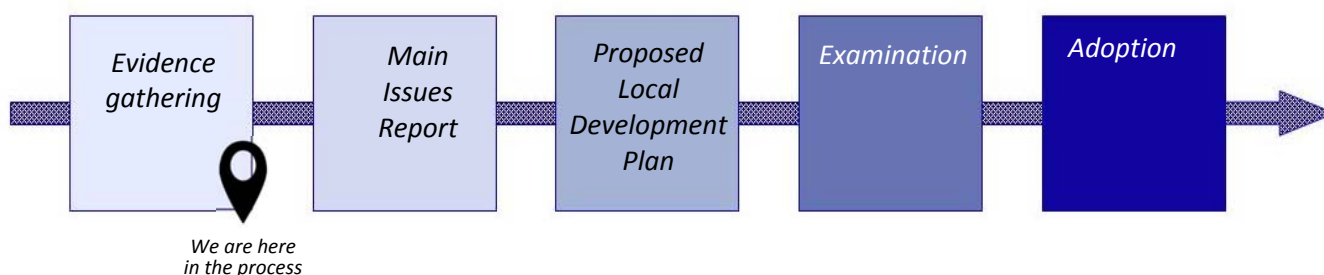 Evidence
gathering
Main
Issues
Report
Proposed
Local
Development
Plan
Examination
Adoption
We are here
in the process